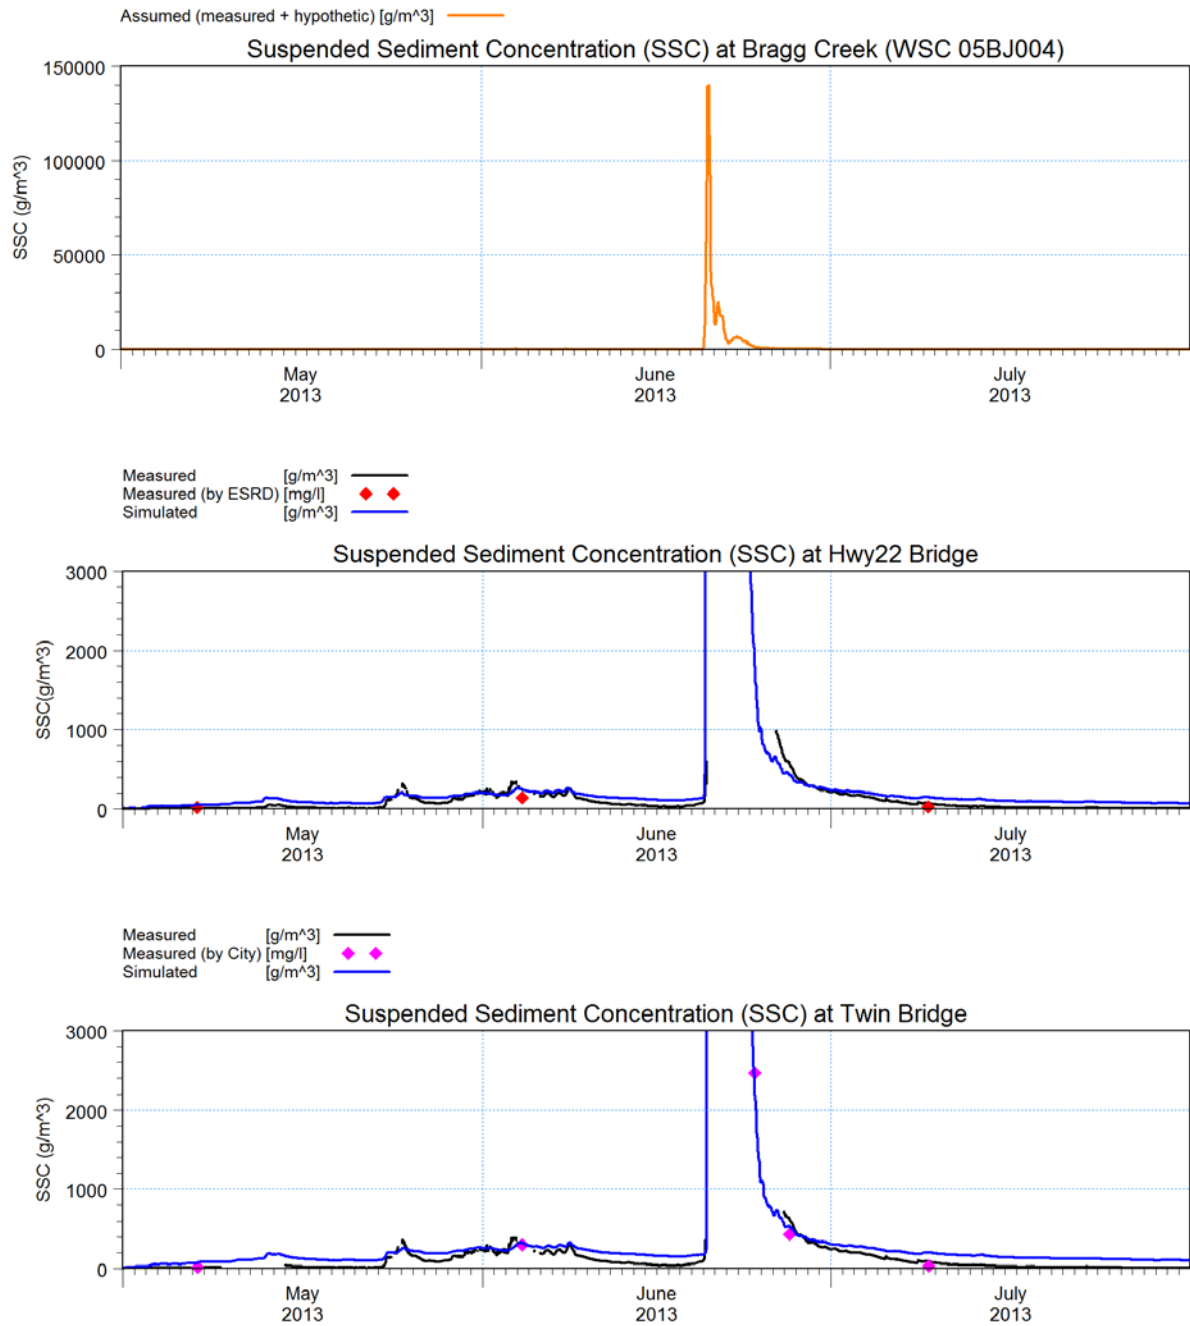 Assumed (measured + hypothetic) [g/m^3]
Suspended Sediment Concentration (SSC) at Bragg Creek (WSC 05BJ004)
150000
100000
50000
0
SSC (g/m^3)
May June July
2013 2013 2013
Measured [g/m^3]
Measured (by ESRD) [mg/l]
Simulated [g/m^3]
Suspended Sediment Concentration (SSC) at Hwy22 Bridge
3000
2000
1000
0
SSC(g/m^3)
May June July
2013 2013 2013
Measured [g/m^3]
Measured (by City) [mg/l]
Simulated [g/m^3]
Suspended Sediment Concentration (SSC) at Twin Bridge
3000
2000
1000
0
SSC (g/m^3)
May June July
2013 2013 2013